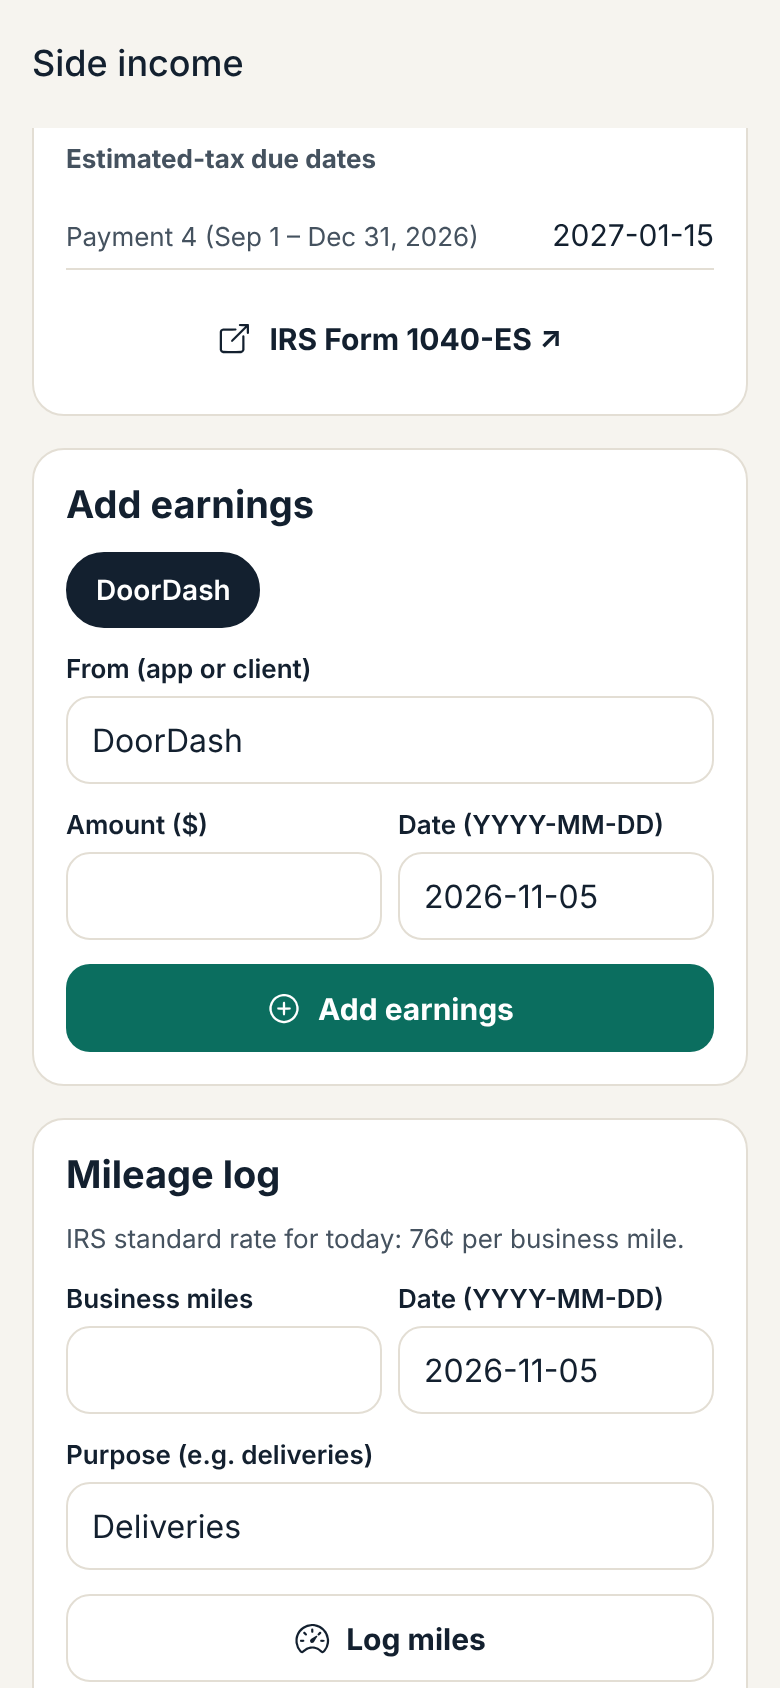 Side income
Estimated-tax due dates
Payment 4 (Sep 1 – Dec 31, 2026) 2027-01-15
IRS Form 1040-ES ↗
Add earnings
DoorDash
From (app or client)
DoorDash
Amount ($) Date (YYYY-MM-DD)
2026-11-05
Add earnings
Mileage log
IRS standard rate for today: 76¢ per business mile.
Business miles Date (YYYY-MM-DD)
2026-11-05
Purpose (e.g. deliveries)
Deliveries
Log miles